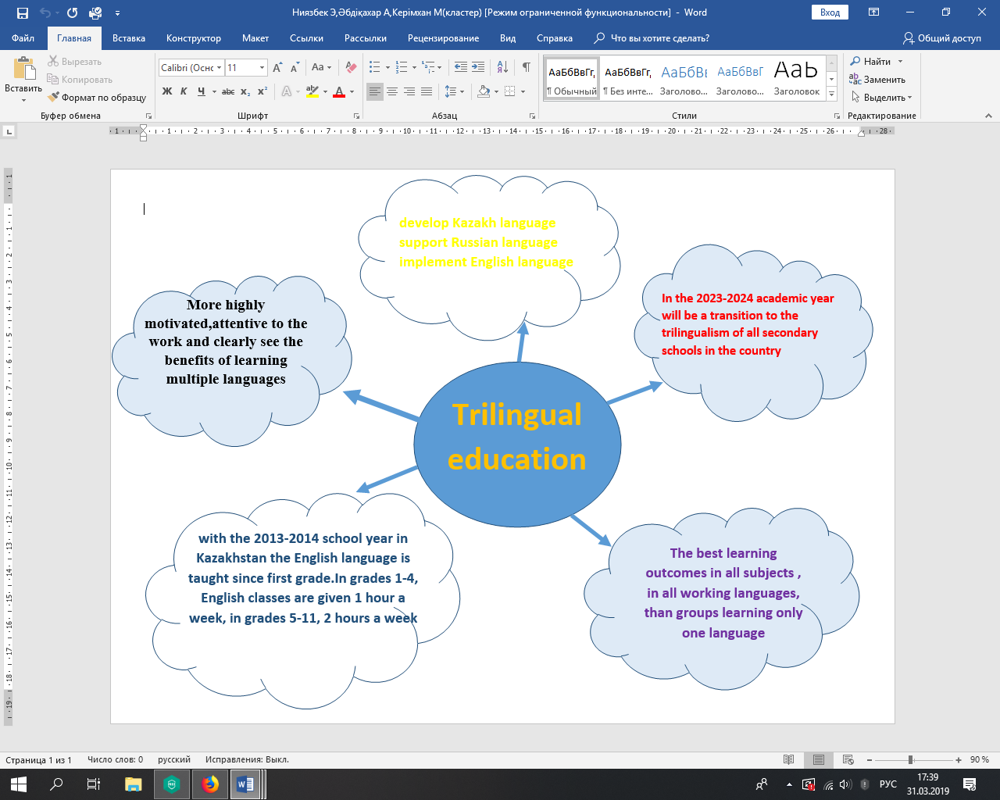 Ниязбек Э,Әбдіқахар А,Керімхан М(кластер) [Режим ограниченной функциональности] - Word
Вход
Файл Главная Вставка Конструктор Макет Ссылки Рассылки Рецензирование Вид Справка Что вы хотите сделать? Общий доступ
Вставить
Вырезать
Копировать
Формат по образцу
Буфер обмена
Calibri (Оснс 11
Ж К Ч abc x₂ x²
Шрифт
Абзац
АаБбВвГг, АаБбВвГг, АаБбВв АаБбВвГ АаЬ
¶ Обычный ¶ Без инте... Заголово... Заголово... Заголовок
Стили
Найти
Заменить
Выделить
Редактирование
develop Kazakh language
support Russian language
implement English language
More highly
motivated,attentive to the
work and clearly see the
benefits of learning
multiple languages
In the 2023-2024 academic year
will be a transition to the
trilingualism of all secondary
schools in the country
Trilingual
education
with the 2013-2014 school year in
Kazakhstan the English language is
taught since first grade.In grades 1-4,
English classes are given 1 hour a
week, in grades 5-11, 2 hours a week
The best learning
outcomes in all subjects ,
in all working languages,
than groups learning only
one language
Страница 1 из 1 Число слов: 0 русский Исправления: Выкл. 90 %
РУС
17:39
31.03.2019